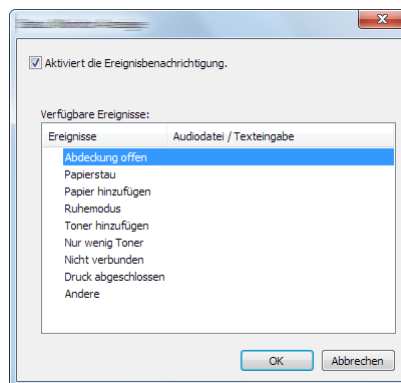 Aktiviert die Ereignisbenachrichtigung.
Verfügbare Ereignisse:
Ereignisse Audiodatei / Texteingabe
Abdeckung offen
Papierstau
Papier hinzufügen
Ruhemodus
Toner hinzufügen
Nur wenig Toner
Nicht verbunden
Druck abgeschlossen
Andere
OK Abbrechen